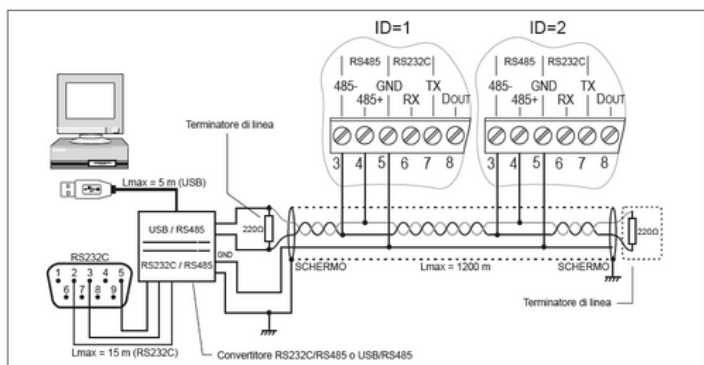 ID=1
ID=2
RS485 RS232C
485- GND TX
485+ RX DOUT
3 4 5 6 7 8
RS485 RS232C
485- GND TX
485+ RX DOUT
3 4 5 6 7 8
Terminatore di linea
Lmax = 5 m (USB)
USB / RS485
RS232C / RS485
220Ω
GND
SCHERMO
Lmax = 1200 m
SCHERMO
220Ω
Terminatore di linea
RS232C
1 2 3 4 5
6 7 8 9
Lmax = 15 m (RS232C)
Convertitore RS232C/RS485 o USB/RS485